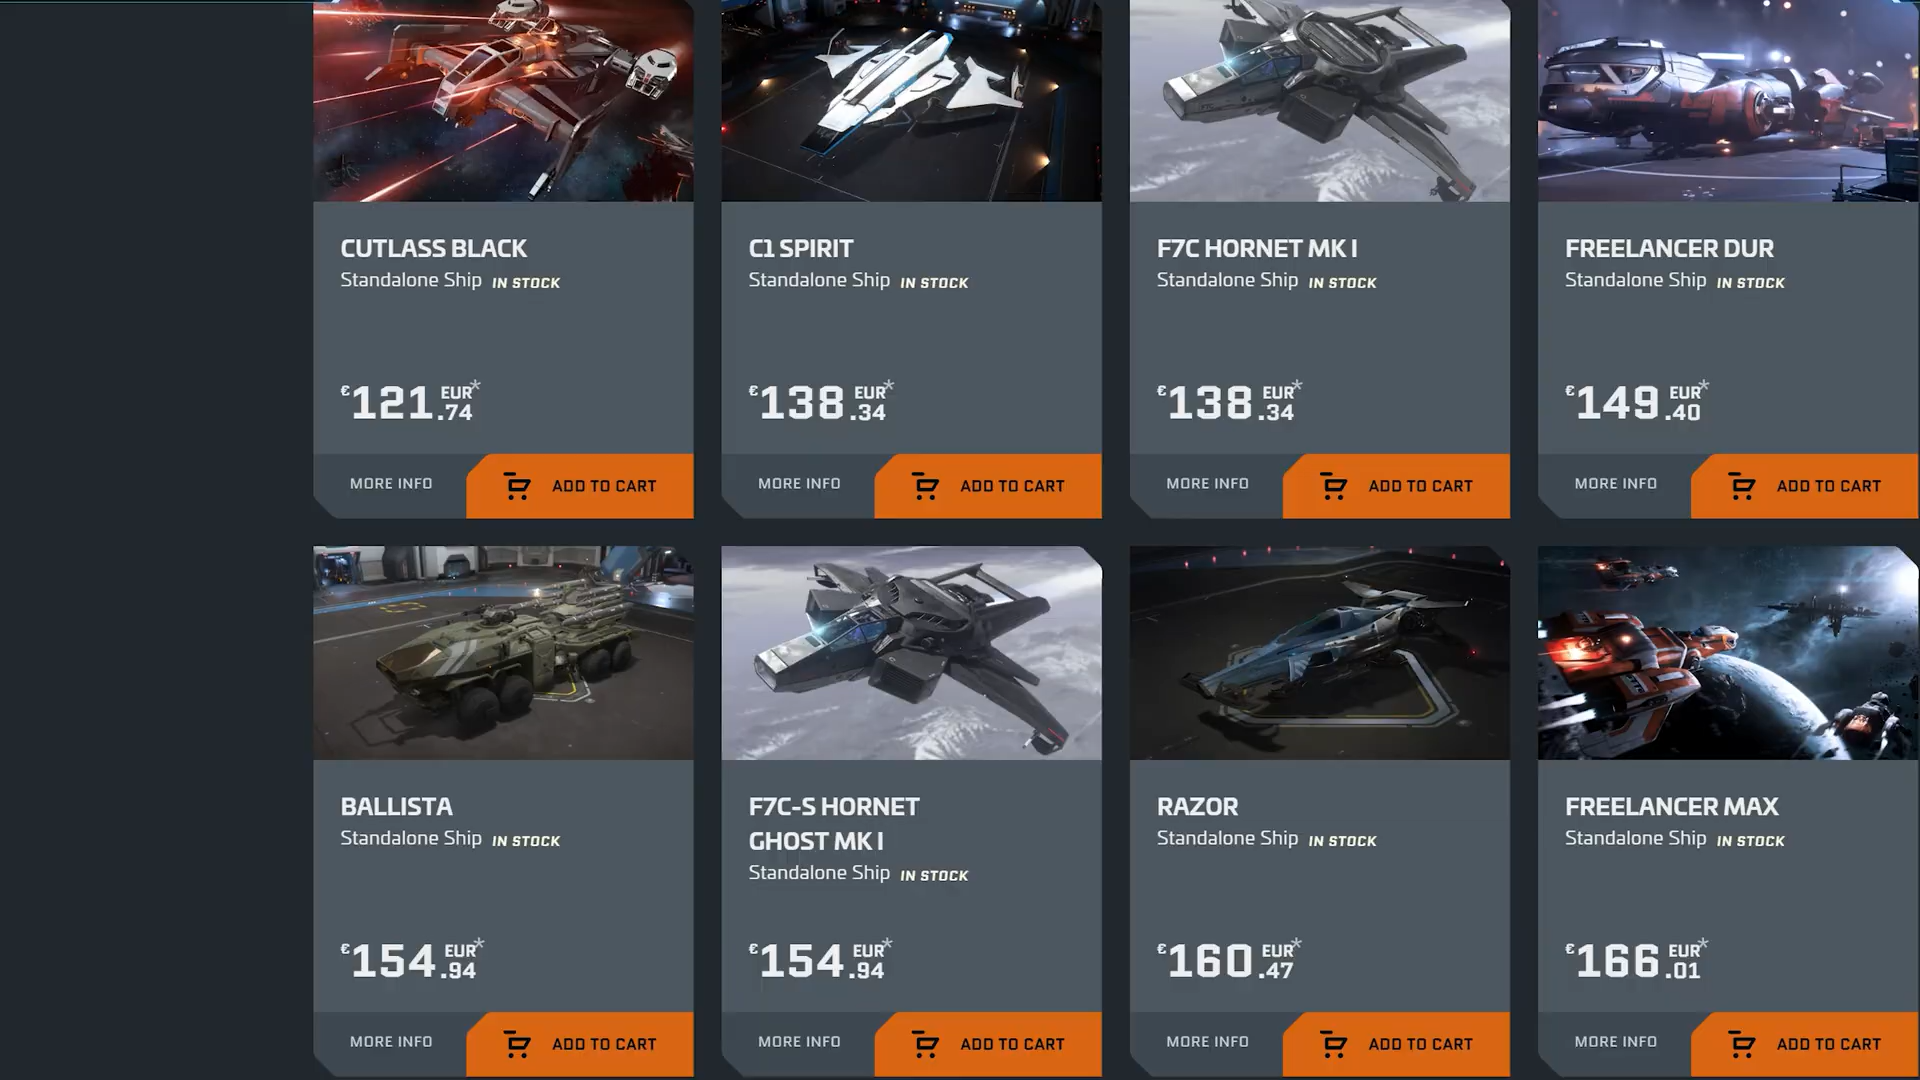 CUTLASS BLACK
Standalone Ship IN STOCK
€121.74 EUR*
MORE INFO ADD TO CART
C1 SPIRIT
Standalone Ship IN STOCK
€138.34 EUR*
MORE INFO ADD TO CART
F7C HORNET MK I
Standalone Ship IN STOCK
€138.34 EUR*
MORE INFO ADD TO CART
FREELANCER DUR
Standalone Ship IN STOCK
€149.40 EUR*
MORE INFO ADD TO CART
BALLISTA
Standalone Ship IN STOCK
€154.94 EUR*
MORE INFO ADD TO CART
F7C-S HORNET
GHOST MK I
Standalone Ship IN STOCK
€154.94 EUR*
MORE INFO ADD TO CART
RAZOR
Standalone Ship IN STOCK
€160.47 EUR*
MORE INFO ADD TO CART
FREELANCER MAX
Standalone Ship IN STOCK
€166.01 EUR*
MORE INFO ADD TO CART